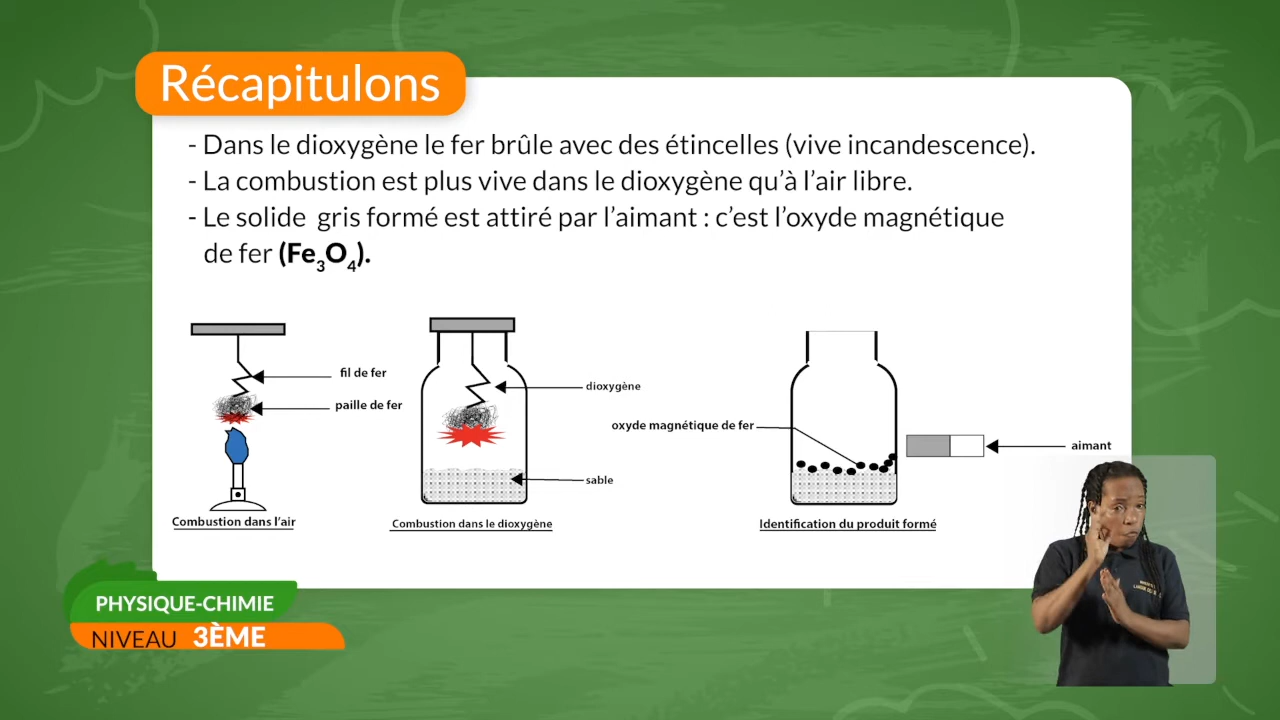 Récapitulons
- Dans le dioxygène le fer brûle avec des étincelles (vive incandescence).
- La combustion est plus vive dans le dioxygène qu'à l'air libre.
- Le solide gris formé est attiré par l'aimant : c'est l'oxyde magnétique
de fer (Fe₃O₄).
fil de fer
paille de fer
Combustion dans l'air
dioxygène
sable
Combustion dans le dioxygène
oxyde magnétique de fer
aimant
Identification du produit formé
PHYSIQUE-CHIMIE
NIVEAU 3ÈME